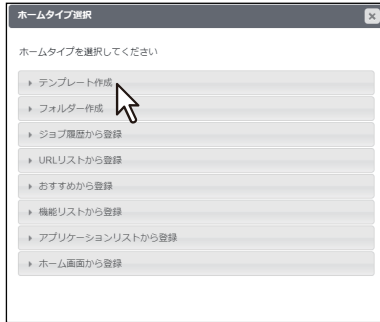 ホームタイプ選択
ホームタイプを選択してください
テンプレート作成
フォルダー作成
ジョブ履歴から登録
URLリストから登録
おすすめから登録
機能リストから登録
アプリケーションリストから登録
ホーム画面から登録